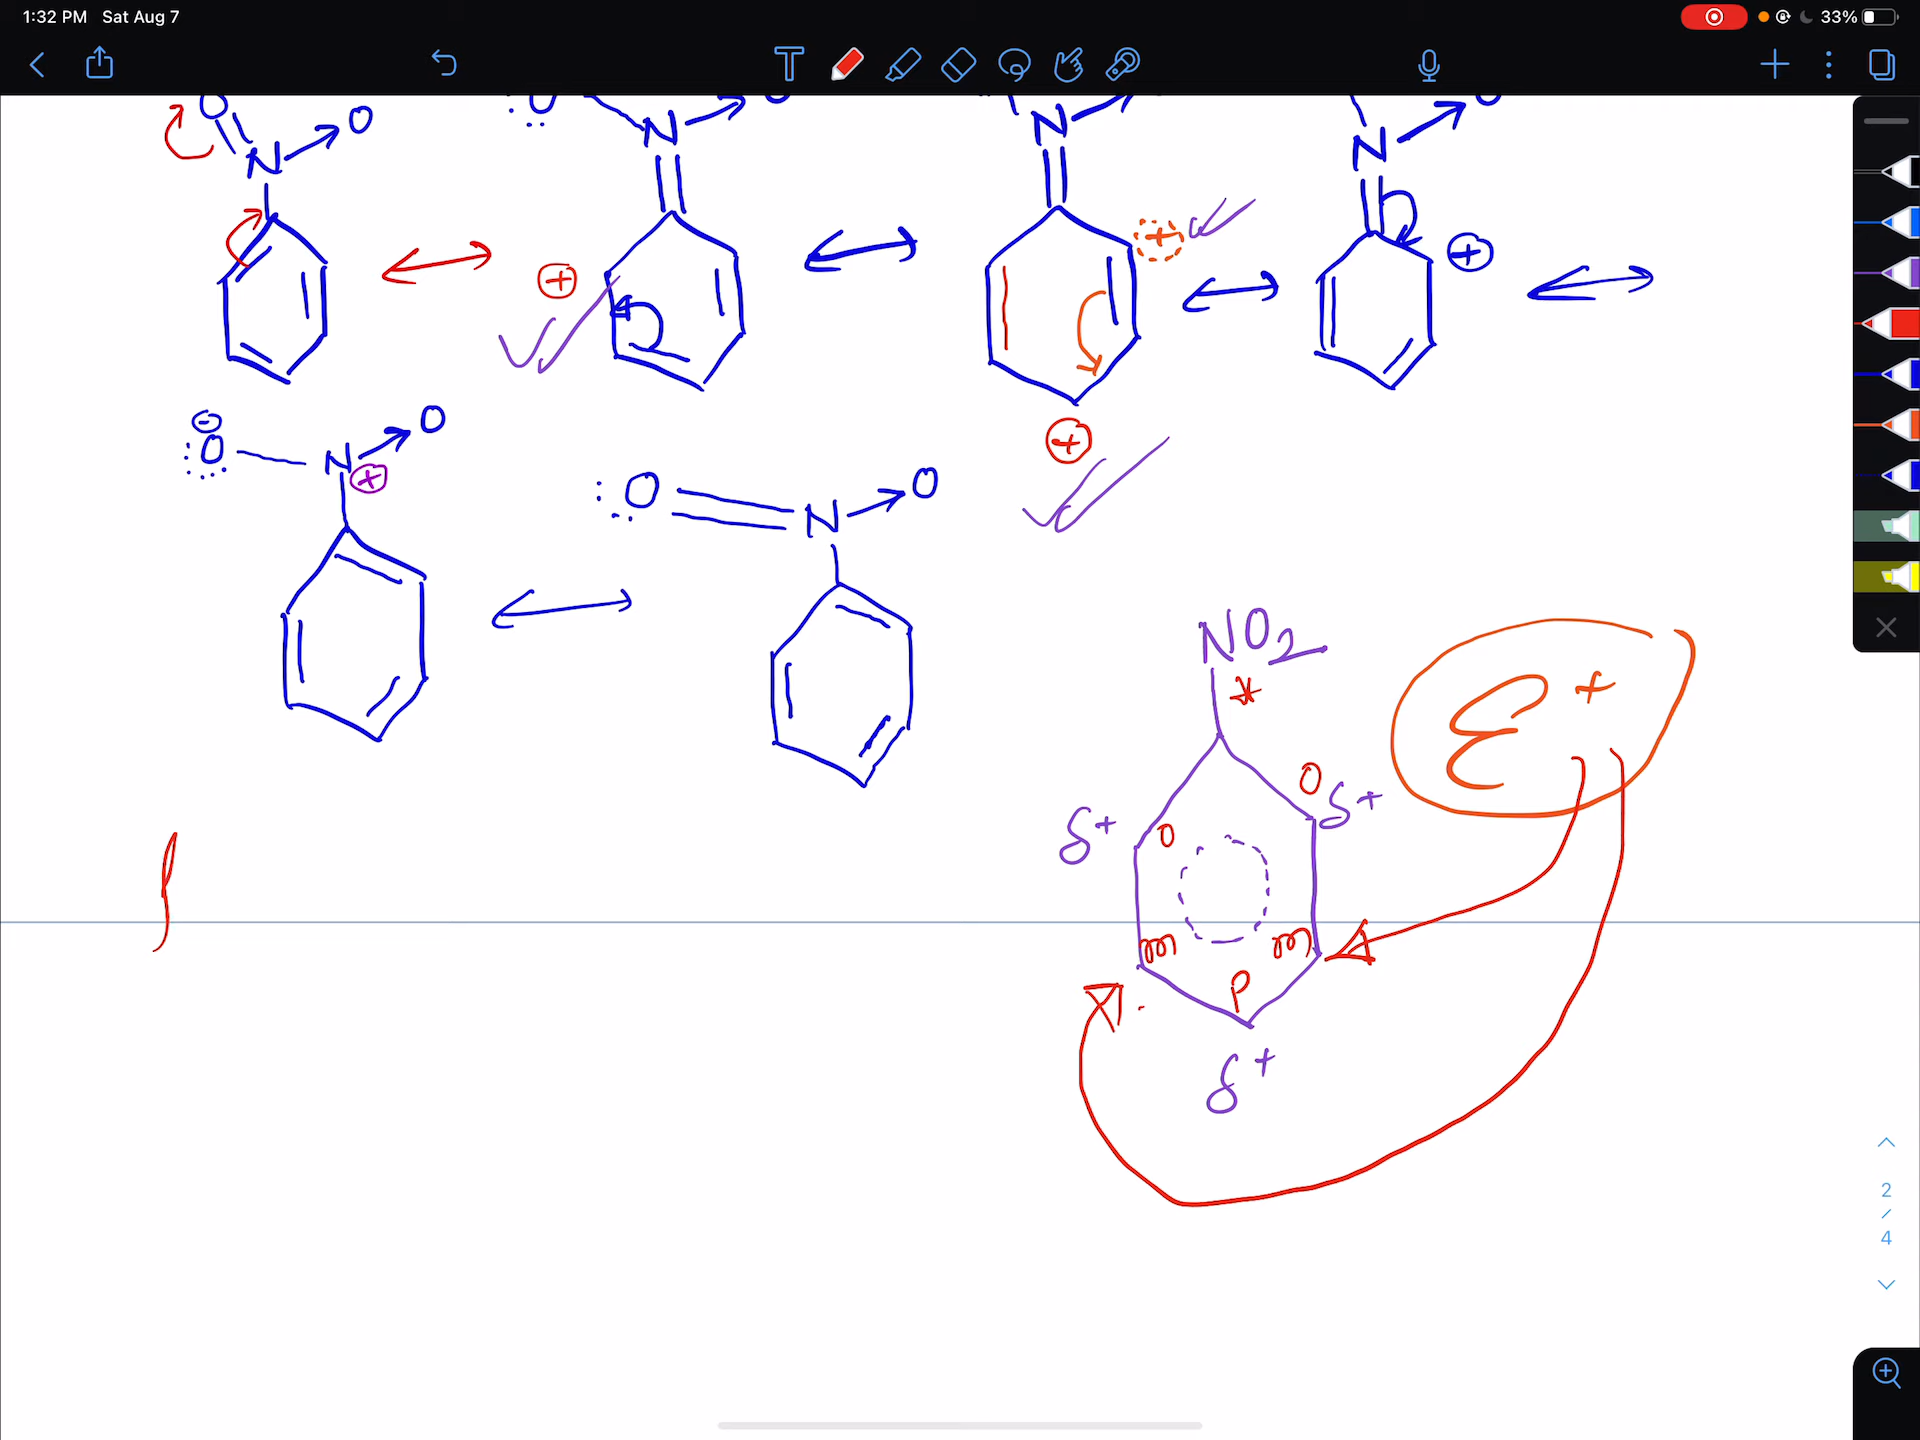 1:32 PM Sat Aug 7
33%
T
O N O
O N O
N O
N O
+
+
+
+
- O N O
+
O N O
NO2
*
E+
O
δ+
δ+
O
m
m
P
δ+
2
/
4